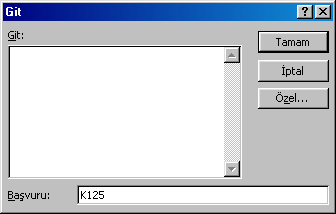 Git
Git:
Tamam
İptal
Özel...
Başvuru:
K125